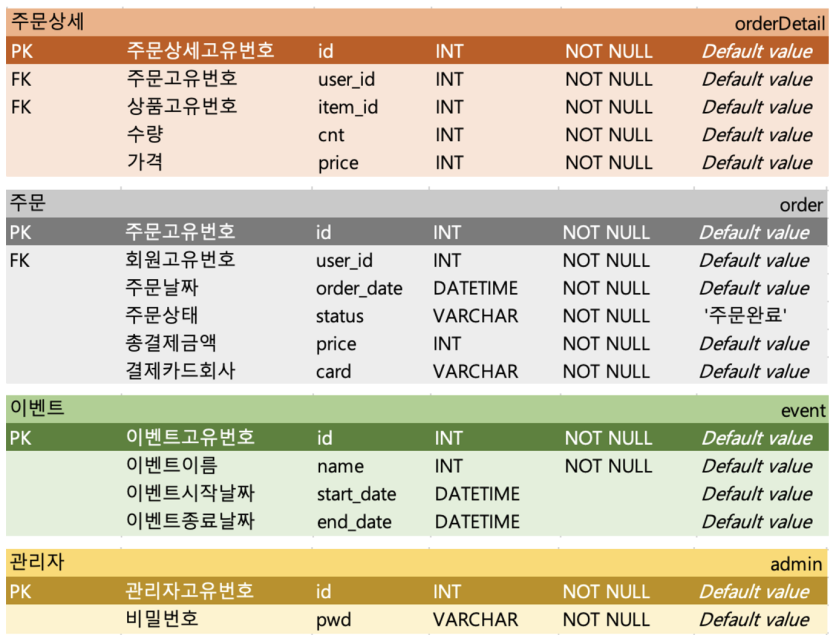 주문상세 orderDetail
PK 주문상세고유번호 id INT NOT NULL Default value
FK 주문고유번호 user_id INT NOT NULL Default value
FK 상품고유번호 item_id INT NOT NULL Default value
수량 cnt INT NOT NULL Default value
가격 price INT NOT NULL Default value
주문 order
PK 주문고유번호 id INT NOT NULL Default value
FK 회원고유번호 user_id INT NOT NULL Default value
주문날짜 order_date DATETIME NOT NULL Default value
주문상태 status VARCHAR NOT NULL '주문완료'
총결제금액 price INT NOT NULL Default value
결제카드회사 card VARCHAR NOT NULL Default value
이벤트 event
PK 이벤트고유번호 id INT NOT NULL Default value
이벤트이름 name INT NOT NULL Default value
이벤트시작날짜 start_date DATETIME Default value
이벤트종료날짜 end_date DATETIME Default value
관리자 admin
PK 관리자고유번호 id INT NOT NULL Default value
비밀번호 pwd VARCHAR NOT NULL Default value